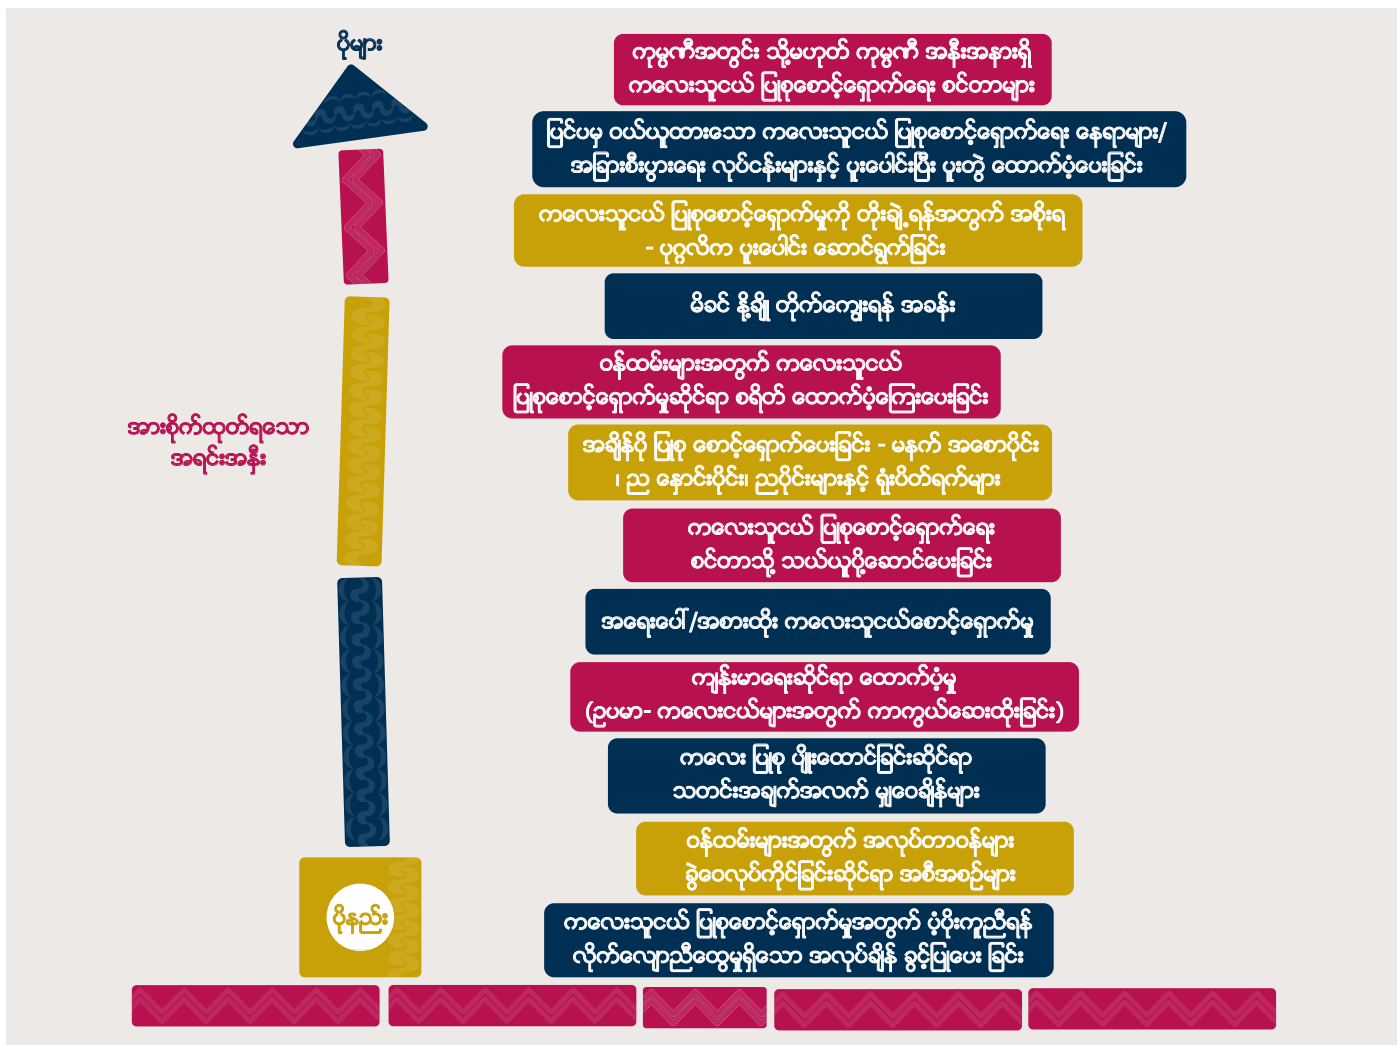 ပိုများ
ကုမ္ပဏီအတွင်း သို့မဟုတ် ကုမ္ပဏီ အနီးအနားရှိ
ကလေးသူငယ် ပြုစုစောင့်ရှောက်ရေး စင်တာများ
ပြင်ပမှ ဝယ်ယူထားသော ကလေးသူငယ် ပြုစုစောင့်ရှောက်ရေး နေရာများ/
အခြားစီးပွားရေး လုပ်ငန်းများနှင့် ပူးပေါင်းပြီး ပူးတွဲ ထောက်ပံ့ပေးခြင်း
ကလေးသူငယ် ပြုစုစောင့်ရှောက်မှုကို တိုးချဲ့ရန်အတွက် အစိုးရ
- ပုဂ္ဂလိက ပူးပေါင်း ဆောင်ရွက်ခြင်း
မိခင် နို့ချို တိုက်ကျွေးရန် အခန်း
ဝန်ထမ်းများအတွက် ကလေးသူငယ်
ပြုစုစောင့်ရှောက်မှုဆိုင်ရာ စရိတ် ထောက်ပံ့ကြေးပေးခြင်း
အားစိုက်ထုတ်ရသော
အရင်းအနှီး
အချိန်ပို ပြုစု စောင့်ရှောက်ပေးခြင်း - မနက် အစောပိုင်း
၊ ည နှောင်းပိုင်း၊ ညပိုင်းများနှင့် ရုံးပိတ်ရက်များ
ကလေးသူငယ် ပြုစုစောင့်ရှောက်ရေး
စင်တာသို့ သယ်ယူပို့ဆောင်ပေးခြင်း
အရေးပေါ်/အစားထိုး ကလေးသူငယ်စောင့်ရှောက်မှု
ကျန်းမာရေးဆိုင်ရာ ထောက်ပံ့မှု
(ဥပမာ- ကလေးငယ်များအတွက် ကာကွယ်ဆေးထိုးခြင်း)
ကလေး ပြုစု ပျိုးထောင်ခြင်းဆိုင်ရာ
သတင်းအချက်အလက် မျှဝေချိန်များ
ဝန်ထမ်းများအတွက် အလုပ်တာဝန်များ
ခွဲဝေလုပ်ကိုင်ခြင်းဆိုင်ရာ အစီအစဉ်များ
ပိုနည်း
ကလေးသူငယ် ပြုစုစောင့်ရှောက်မှုအတွက် ပံ့ပိုးကူညီရန်
လိုက်လျောညီထွေမှုရှိသော အလုပ်ချိန် ခွင့်ပြုပေး ခြင်း